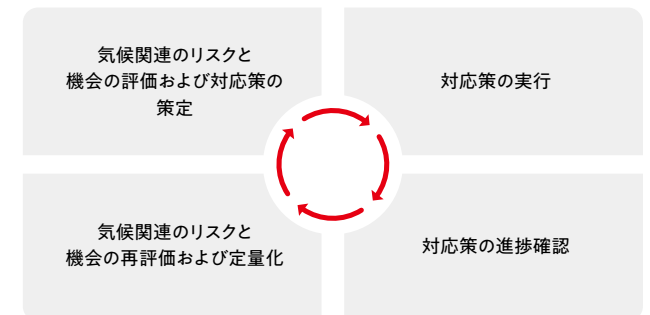 気候関連のリスクと
機会の評価および対応策の
策定
対応策の実行
気候関連のリスクと
機会の再評価および定量化
対応策の進捗確認